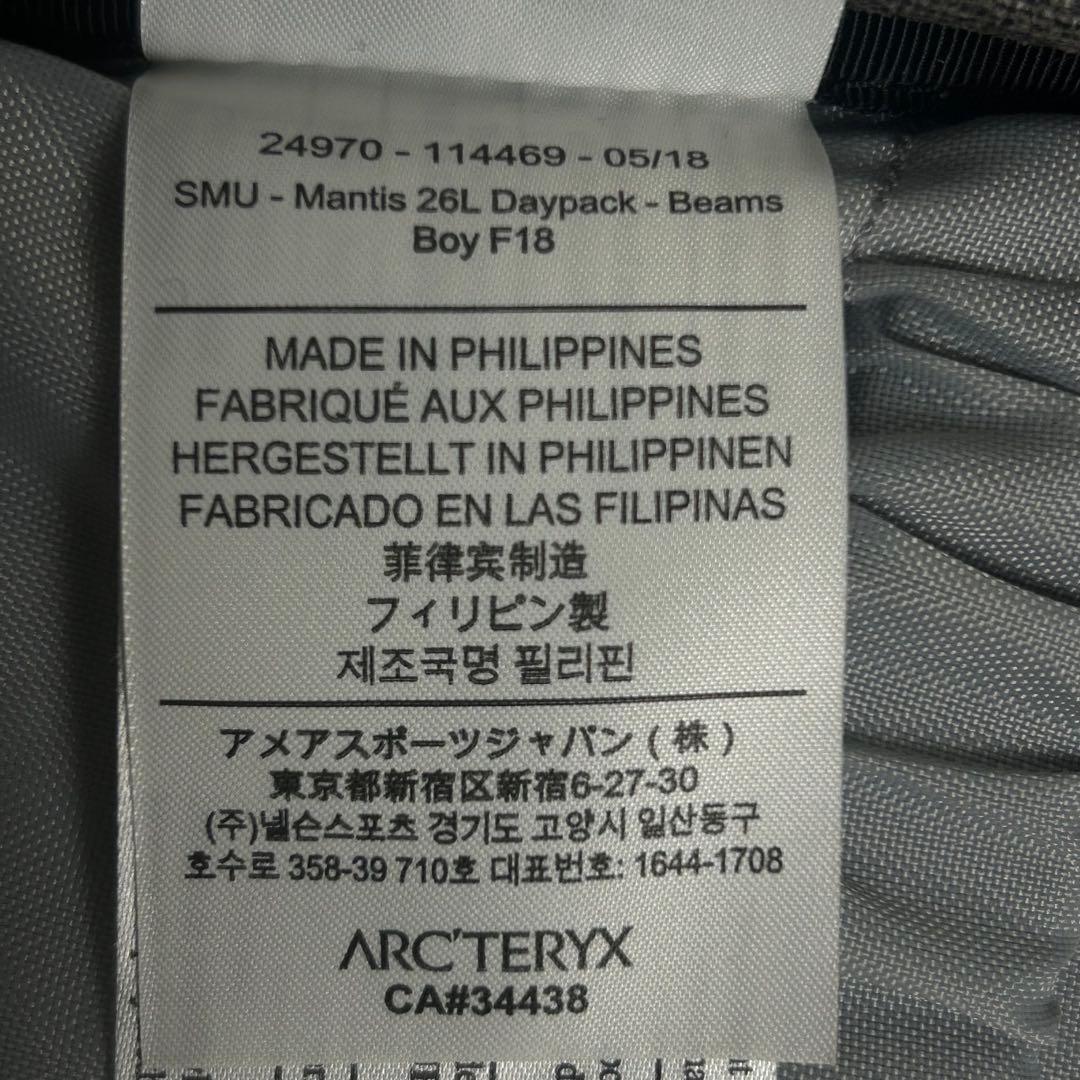 24970 - 114469 - 05/18
SMU - Mantis 26L Daypack - Beams
Boy F18
MADE IN PHILIPPINES
FABRIQUÉ AUX PHILIPPINES
HERGESTELLT IN PHILIPPINEN
FABRICADO EN LAS FILIPINAS
菲律宾制造
フィリピン製
제조국명 필리핀
アメアスポーツジャパン ( 株 )
東京都新宿区新宿6-27-30
(주)넬슨스포츠 경기도 고양시 일산동구
호수로 358-39 710호 대표번호: 1644-1708
ARC'TERYX
CA#34438